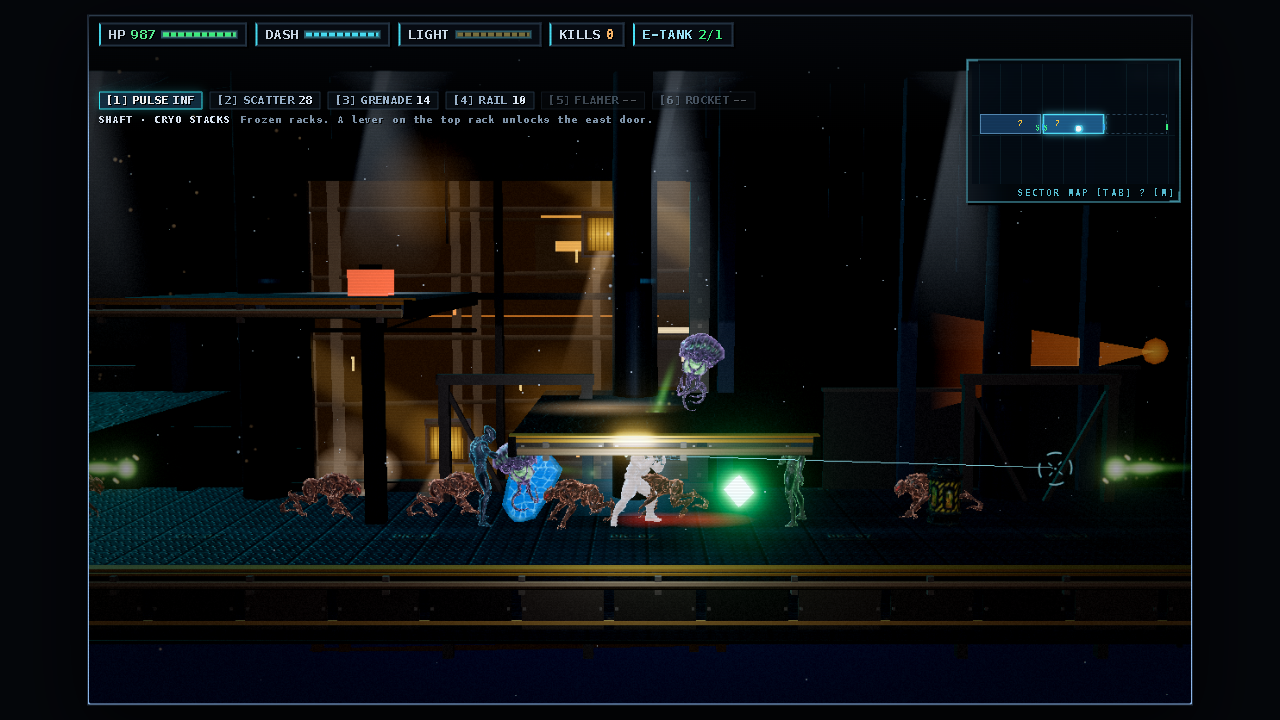 HP 987 DASH LIGHT KILLS 0 E-TANK 2/1
[1] PULSE INF [2] SCATTER 28 [3] GRENADE 14 [4] RAIL 10 [5] FLAMER -- [6] ROCKET --
SHAFT · CRYO STACKS Frozen racks. A lever on the top rack unlocks the east door.
? S S ?
SECTOR MAP [TAB] ? [M]